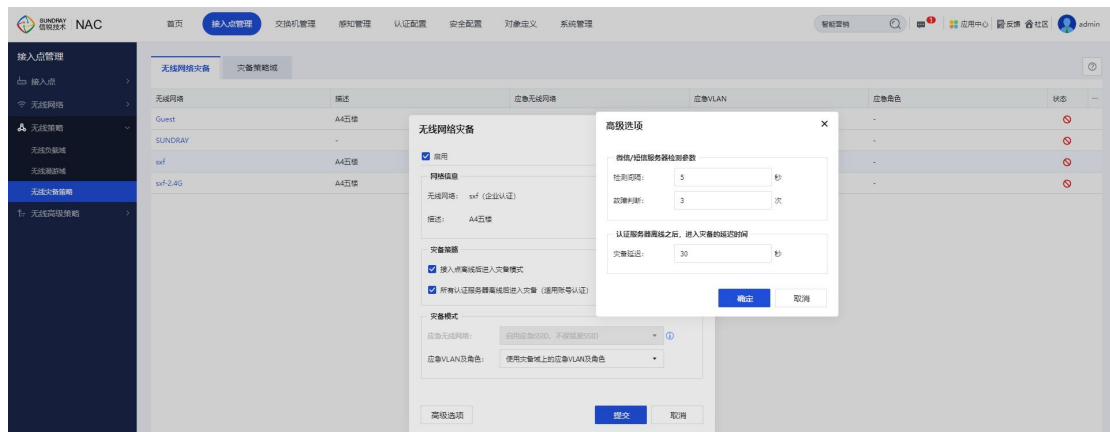 SUNDRAY
信锐技术 NAC 首页 接入点管理 交换机管理 感知管理 认证配置 安全配置 对象定义 系统管理 智能营销 1 应用中心 反馈 社区 admin
接入点管理
接入点
无线网络
无线策略
无线负载域
无线漫游域
无线灾备策略
无线高级策略
无线网络灾备 灾备策略域
无线网络 描述 应急无线网络 应急VLAN 应急角色 状态
Guest A4五楼 -
SUNDRAY - -
sxf A4五楼 -
sxf-2.4G A4五楼 -
无线网络灾备
启用
网络信息
无线网络: sxf (企业认证)
描述: A4五楼
灾备策略
接入点离线后进入灾备模式
所有认证服务器离线后进入灾备 (适用账号认证)
灾备模式
应急无线网络: 启用应急SSID, 不保留原SSID
应急VLAN及角色: 使用灾备域上的应急VLAN及角色
高级选项 提交 取消
高级选项
微信/短信服务器检测参数
检测间隔: 5 秒
故障判断: 3 次
认证服务器离线之后, 进入灾备的延迟时间
灾备延迟: 30 秒
确定 取消